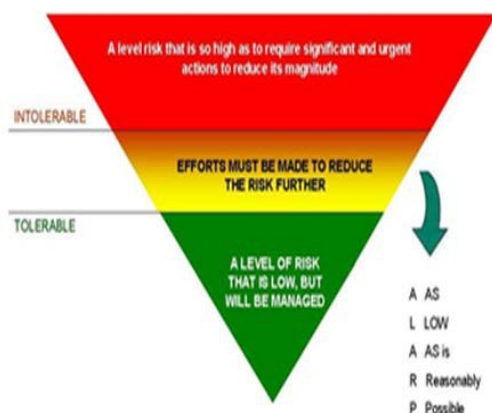 A level risk that is so high as to require significant and urgent
actions to reduce its magnitude
INTOLERABLE
EFFORTS MUST BE MADE TO REDUCE
THE RISK FURTHER
TOLERABLE
A LEVEL OF RISK
THAT IS LOW, BUT
WILL BE MANAGED
A AS
L LOW
A AS is
R Reasonably
P Possible